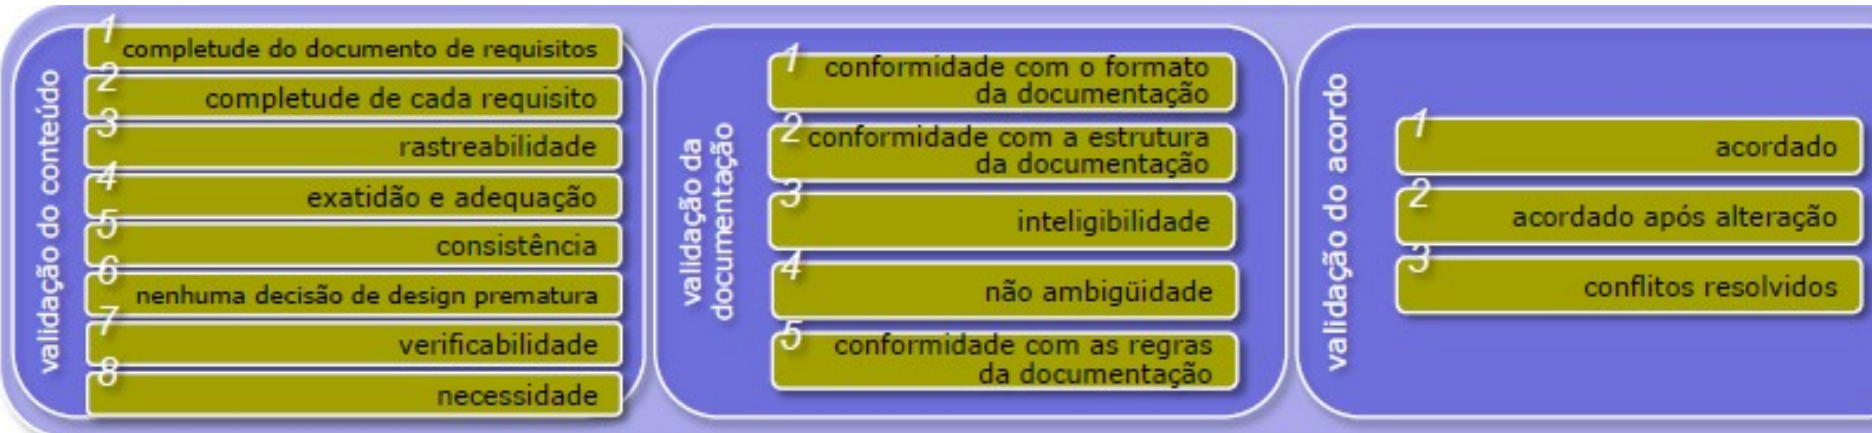 validação do conteúdo
1 completude do documento de requisitos
2 completude de cada requisito
3 rastreabilidade
4 exatidão e adequação
5 consistência
6 nenhuma decisão de design prematura
7 verificabilidade
8 necessidade
validação da
documentação
1 conformidade com o formato
da documentação
2 conformidade com a estrutura
da documentação
3 inteligibilidade
4 não ambigüidade
5 conformidade com as regras
da documentação
validação do acordo
1 acordado
2 acordado após alteração
3 conflitos resolvidos